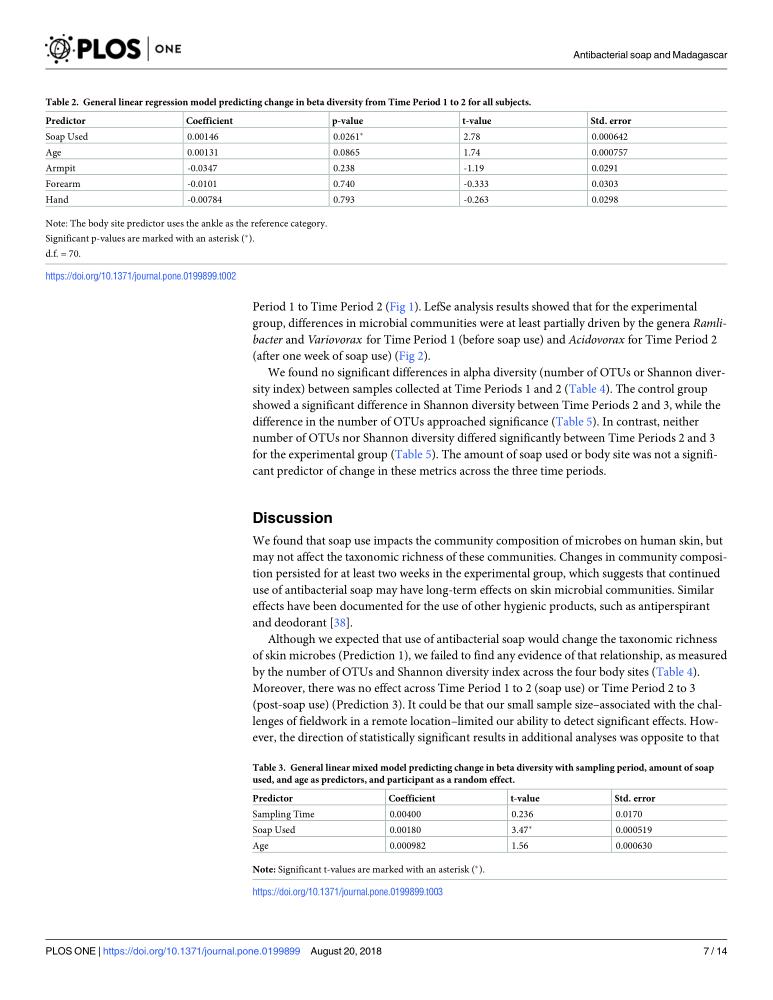 PLOS ONE
Antibacterial soap and Madagascar
Table 2. General linear regression model predicting change in beta diversity from Time Period 1 to 2 for all subjects.
Predictor Coefficient p-value t-value Std. error
Soap Used 0.00146 0.0261* 2.78 0.000642
Age 0.00131 0.0865 1.74 0.000757
Armpit -0.0347 0.238 -1.19 0.0291
Forearm -0.0101 0.740 -0.333 0.0303
Hand -0.00784 0.793 -0.263 0.0298
Note: The body site predictor uses the ankle as the reference category.
Significant p-values are marked with an asterisk (*).
d.f. = 70.
https://doi.org/10.1371/journal.pone.0199899.t002
Period 1 to Time Period 2 (Fig 1). LefSe analysis results showed that for the experimental
group, differences in microbial communities were at least partially driven by the genera Ramli-
bacter and Variovorax for Time Period 1 (before soap use) and Acidovorax for Time Period 2
(after one week of soap use) (Fig 2).
We found no significant differences in alpha diversity (number of OTUs or Shannon diver-
sity index) between samples collected at Time Periods 1 and 2 (Table 4). The control group
showed a significant difference in Shannon diversity between Time Periods 2 and 3, while the
difference in the number of OTUs approached significance (Table 5). In contrast, neither
number of OTUs nor Shannon diversity differed significantly between Time Periods 2 and 3
for the experimental group (Table 5). The amount of soap used or body site was not a signifi-
cant predictor of change in these metrics across the three time periods.
Discussion
We found that soap use impacts the community composition of microbes on human skin, but
may not affect the taxonomic richness of these communities. Changes in community composi-
tion persisted for at least two weeks in the experimental group, which suggests that continued
use of antibacterial soap may have long-term effects on skin microbial communities. Similar
effects have been documented for the use of other hygienic products, such as antiperspirant
and deodorant [38].
Although we expected that use of antibacterial soap would change the taxonomic richness
of skin microbes (Prediction 1), we failed to find any evidence of that relationship, as measured
by the number of OTUs and Shannon diversity index across the four body sites (Table 4).
Moreover, there was no effect across Time Period 1 to 2 (soap use) or Time Period 2 to 3
(post-soap use) (Prediction 3). It could be that our small sample size–associated with the chal-
lenges of fieldwork in a remote location–limited our ability to detect significant effects. How-
ever, the direction of statistically significant results in additional analyses was opposite to that
Table 3. General linear mixed model predicting change in beta diversity with sampling period, amount of soap
used, and age as predictors, and participant as a random effect.
Predictor Coefficient t-value Std. error
Sampling Time 0.00400 0.236 0.0170
Soap Used 0.00180 3.47* 0.000519
Age 0.000982 1.56 0.000630
Note: Significant t-values are marked with an asterisk (*).
https://doi.org/10.1371/journal.pone.0199899.t003
PLOS ONE | https://doi.org/10.1371/journal.pone.0199899 August 20, 2018
7 / 14